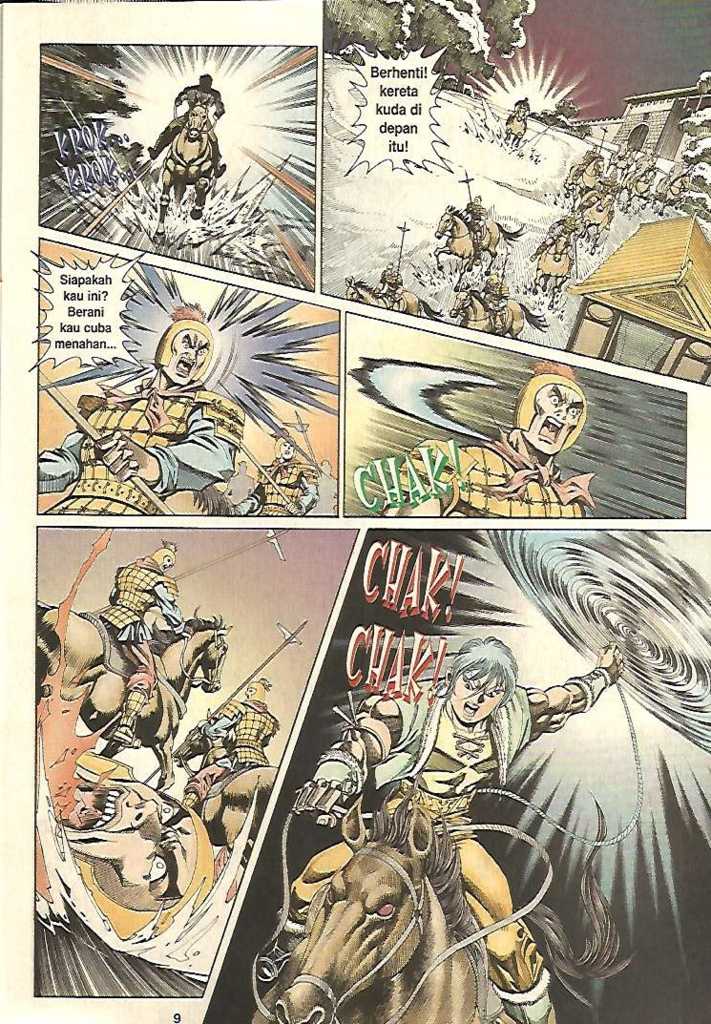 KROK...
KROK...
Berhenti!
kereta
kuda di
depan
itu!
Siapakah
kau ini?
Berani
kau cuba
menahan...
CHAK!
CHAK!
CHAK!
9